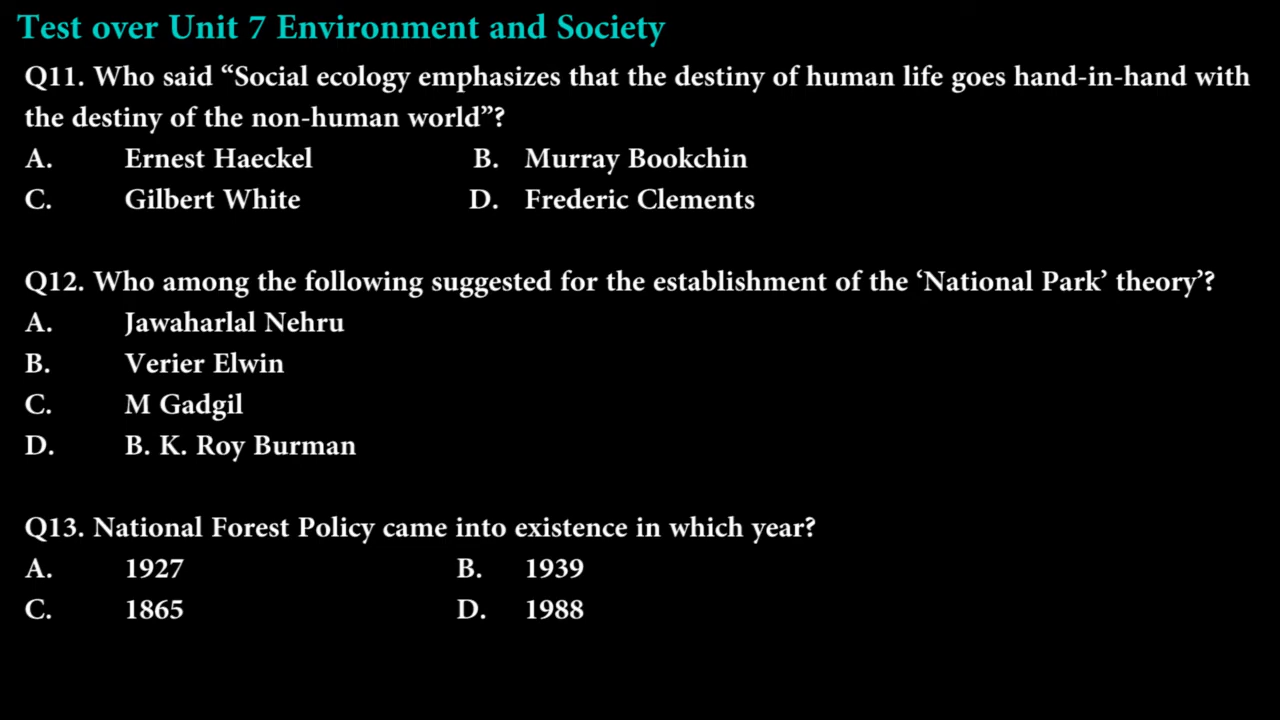 Test over Unit 7 Environment and Society
Q11. Who said “Social ecology emphasizes that the destiny of human life goes hand-in-hand with
the destiny of the non-human world”?
A. Ernest Haeckel B. Murray Bookchin
C. Gilbert White D. Frederic Clements
Q12. Who among the following suggested for the establishment of the ‘National Park’ theory’?
A. Jawaharlal Nehru
B. Verier Elwin
C. M Gadgil
D. B. K. Roy Burman
Q13. National Forest Policy came into existence in which year?
A. 1927 B. 1939
C. 1865 D. 1988